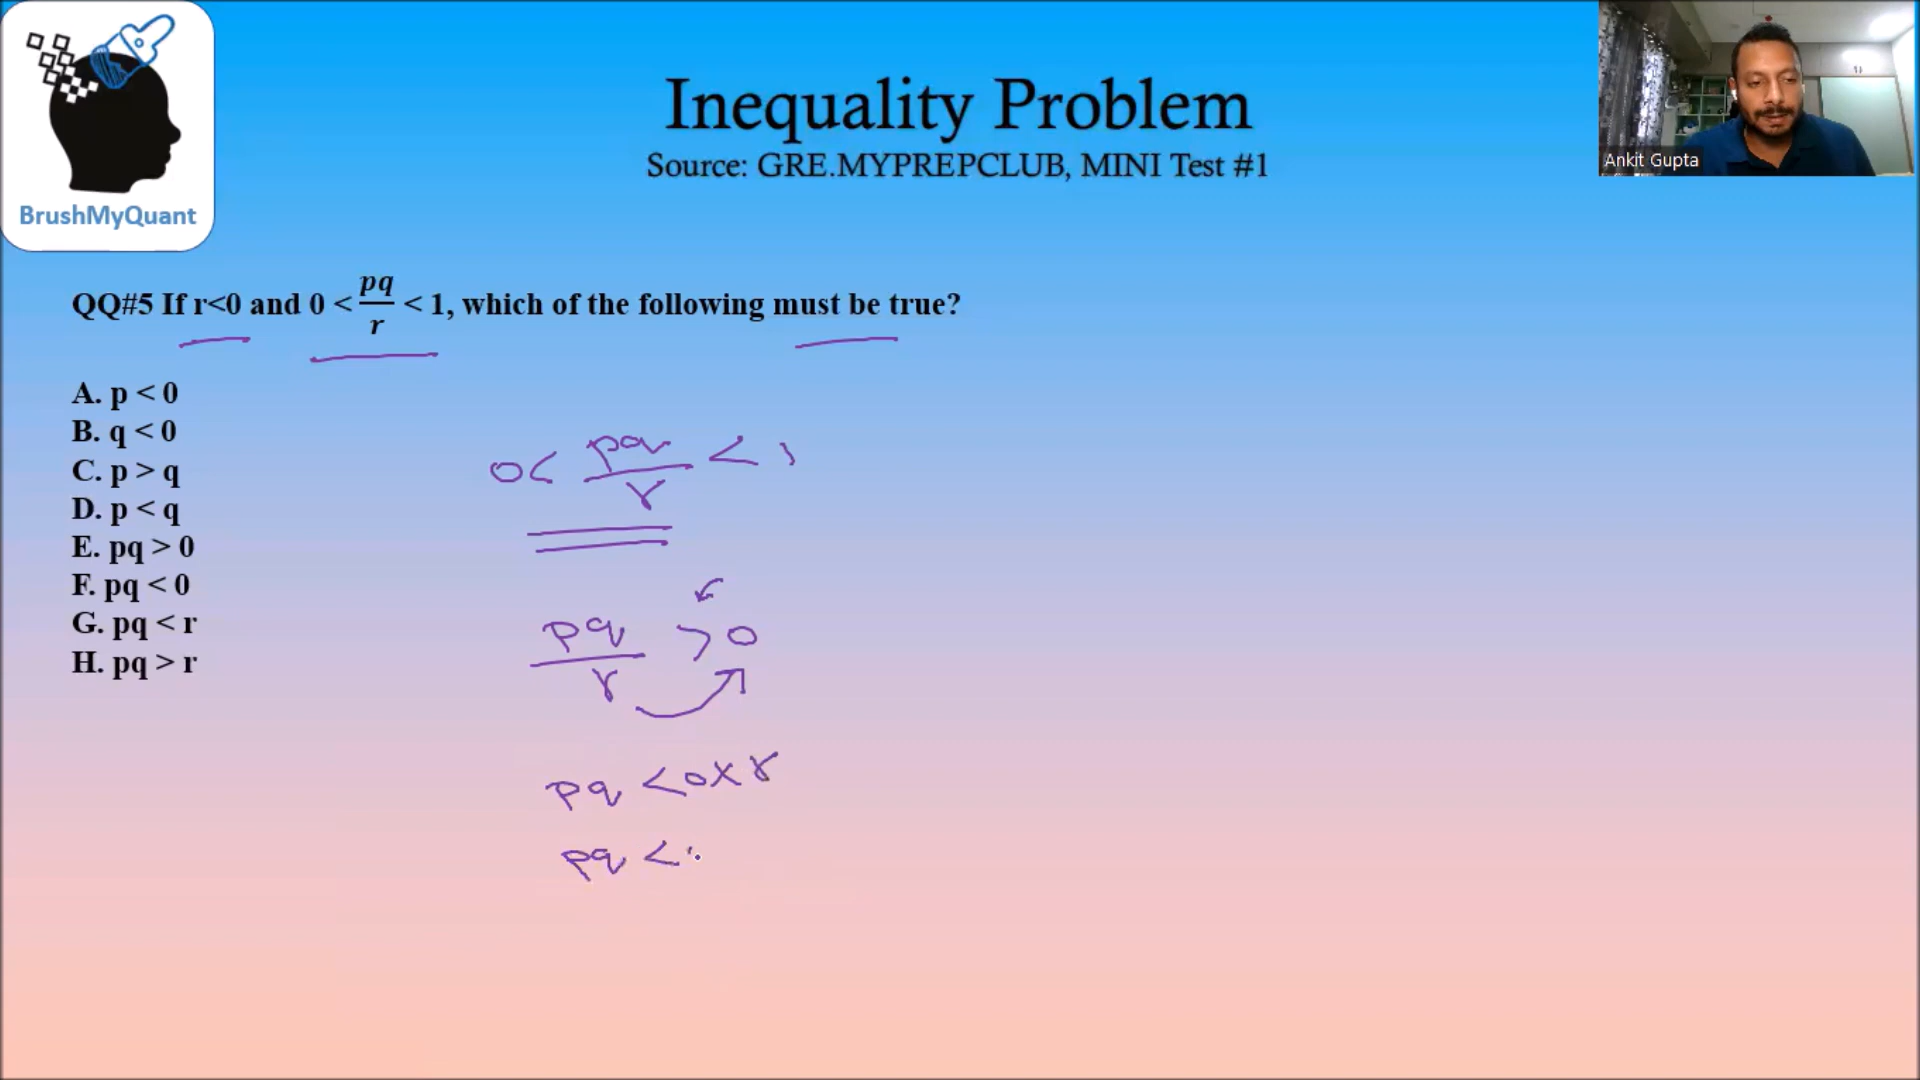 BrushMyQuant
Inequality Problem
Source: GRE.MYPREPCLUB, MINI Test #1
Ankit Gupta
QQ#5 If r<0 and 0 < pq/r < 1, which of the following must be true?
A. p < 0
B. q < 0
C. p > q
D. p < q
E. pq > 0
F. pq < 0
G. pq < r
H. pq > r
0 < pq/r < 1
pq/r > 0
pq < 0 x r
pq <